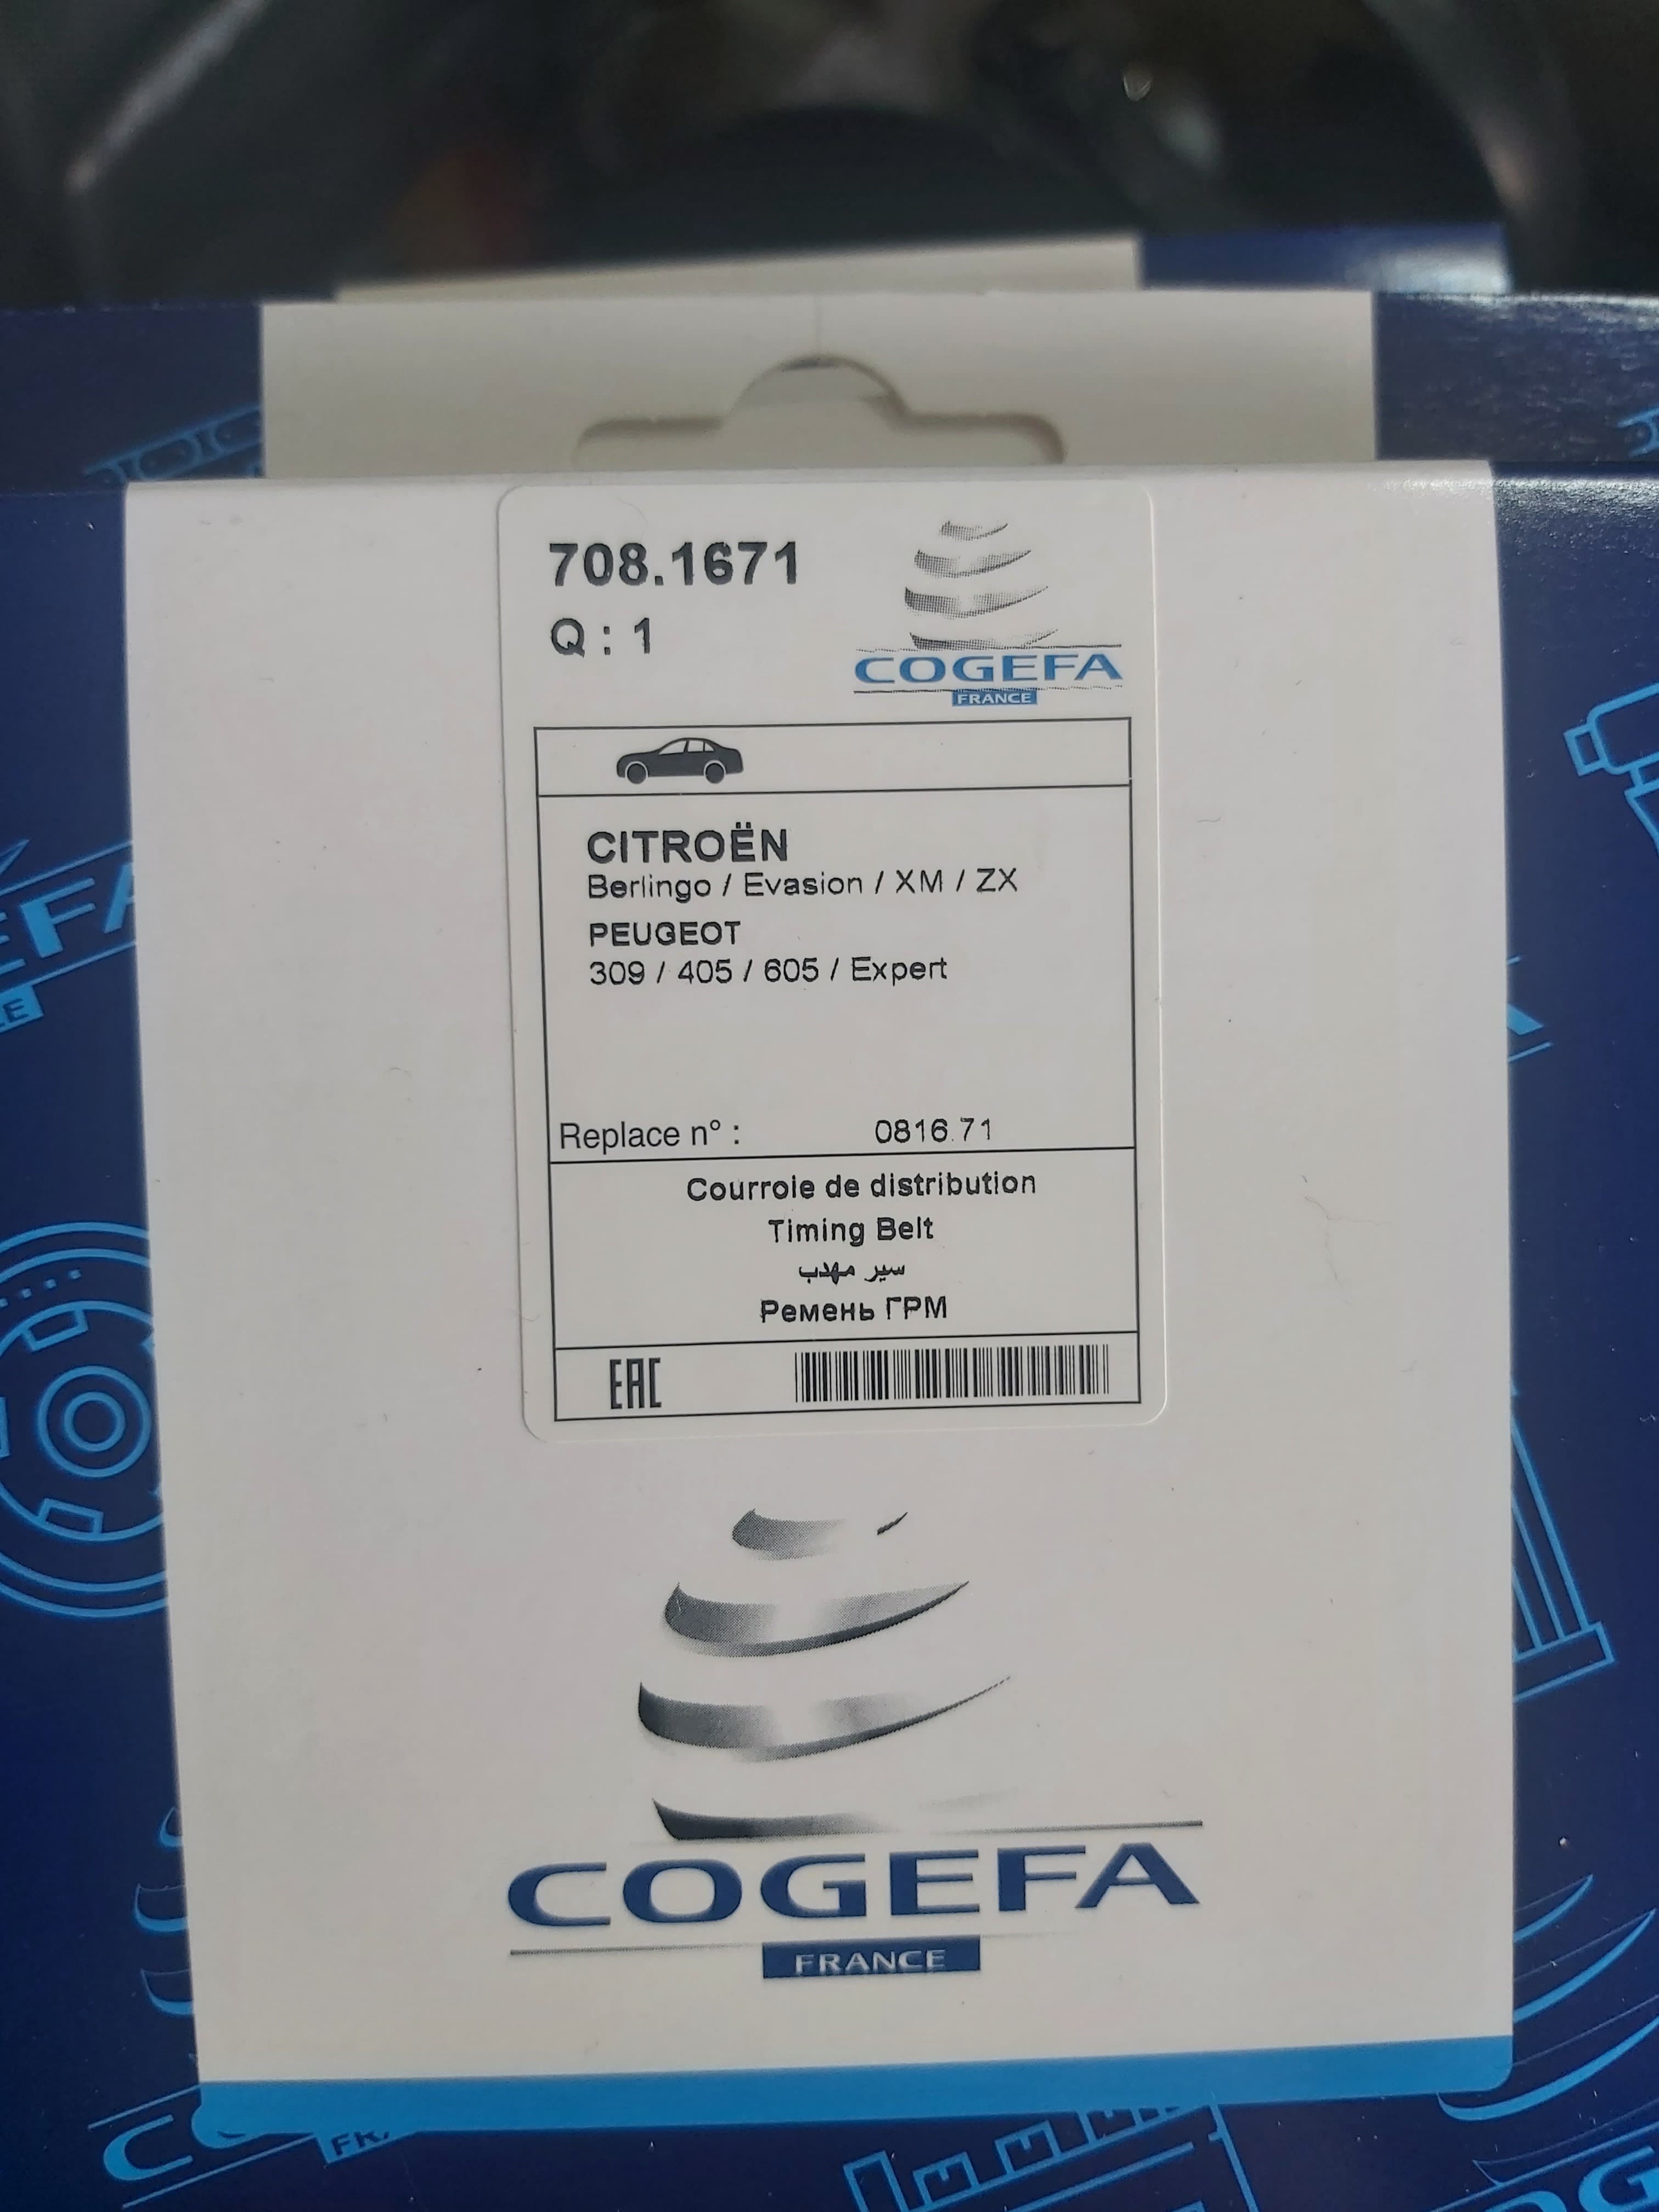 708.1671
Q : 1
COGEFA
FRANCE
CITROËN
Berlingo / Evasion / XM / ZX
PEUGEOT
309 / 405 / 605 / Expert
Replace n° : 0816.71
Courroie de distribution
Timing Belt
سير مهدب
Ремень ГРМ
EAC
COGEFA
FRANCE